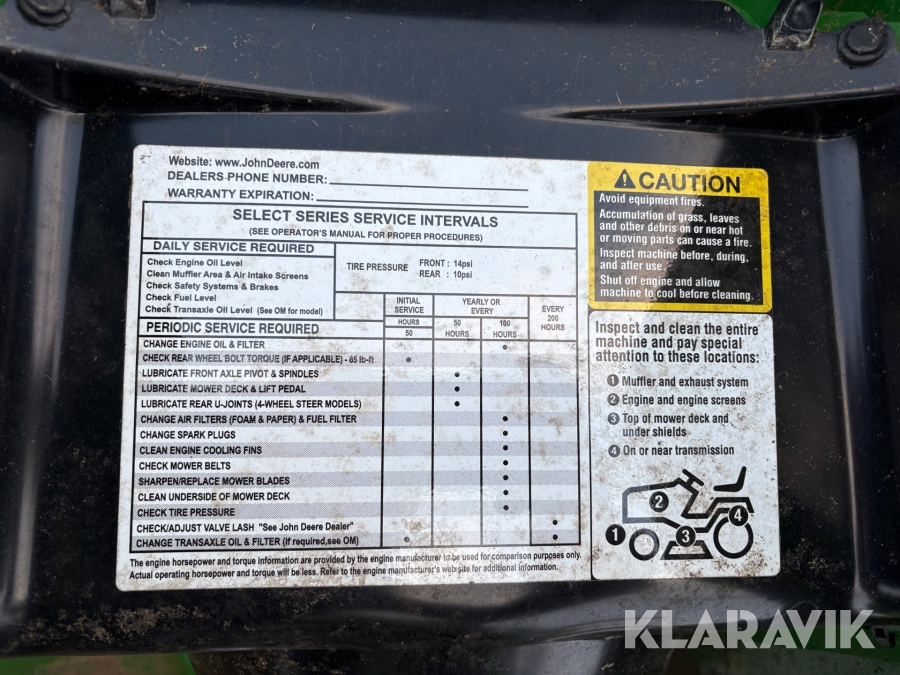 Website: www.JohnDeere.com
DEALERS PHONE NUMBER:
WARRANTY EXPIRATION:
SELECT SERIES SERVICE INTERVALS
(SEE OPERATOR'S MANUAL FOR PROPER PROCEDURES)
DAILY SERVICE REQUIRED
Check Engine Oil Level
Clean Muffler Area & Air Intake Screens
Check Safety Systems & Brakes
Check Fuel Level
Check Transaxle Oil Level (See OM for model)
TIRE PRESSURE
FRONT : 14psi
REAR : 10psi
INITIAL SERVICE
YEARLY OR EVERY
EVERY 200 HOURS
PERIODIC SERVICE REQUIRED
HOURS 50
50 HOURS
100 HOURS
CHANGE ENGINE OIL & FILTER •
CHECK REAR WHEEL BOLT TORQUE (IF APPLICABLE) - 65 lb-ft •
LUBRICATE FRONT AXLE PIVOT & SPINDLES •
LUBRICATE MOWER DECK & LIFT PEDAL •
LUBRICATE REAR U-JOINTS (4-WHEEL STEER MODELS) •
CHANGE AIR FILTERS (FOAM & PAPER) & FUEL FILTER •
CHANGE SPARK PLUGS •
CLEAN ENGINE COOLING FINS •
CHECK MOWER BELTS •
SHARPEN/REPLACE MOWER BLADES •
CLEAN UNDERSIDE OF MOWER DECK •
CHECK TIRE PRESSURE •
CHECK/ADJUST VALVE LASH "See John Deere Dealer" •
CHANGE TRANSAXLE OIL & FILTER (if required,see OM) • •
The engine horsepower and torque information are provided by the engine manufacturer to be used for comparison purposes only.
Actual operating horsepower and torque will be less. Refer to the engine manufacturer's web site for additional information.
CAUTION
Avoid equipment fires.
Accumulation of grass, leaves
and other debris on or near hot
or moving parts can cause a fire.
Inspect machine before, during,
and after use.
Shut off engine and allow
machine to cool before cleaning.
Inspect and clean the entire
machine and pay special
attention to these locations:
1 Muffler and exhaust system
2 Engine and engine screens
3 Top of mower deck and
under shields
4 On or near transmission
1
2
3
4
KLARAVIK